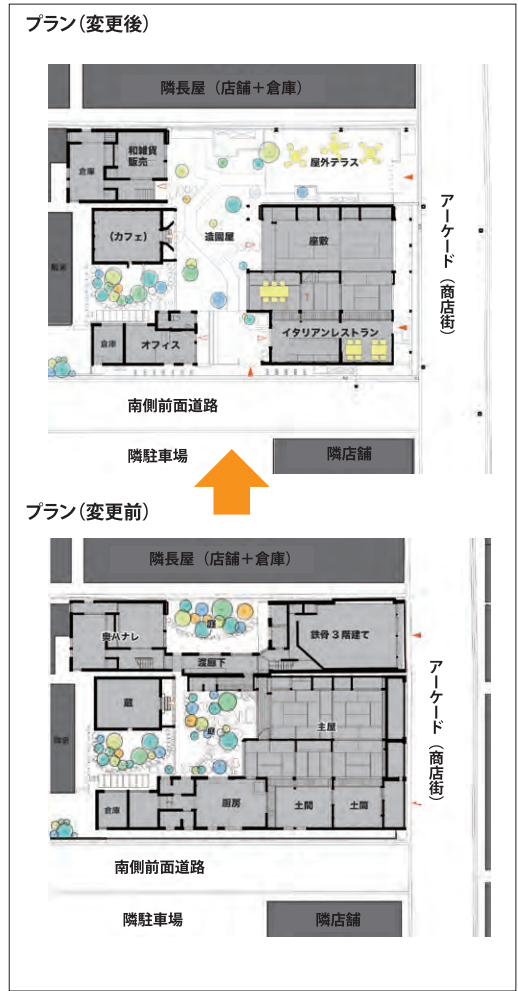 プラン（変更後）
隣長屋（店舗＋倉庫）
和雑貨
販売
倉庫
屋外テラス
（カフェ）
造園屋
座敷
アーケード（商店街）
倉庫
オフィス
イタリアンレストラン
南側前面道路
隣駐車場
隣店舗
プラン（変更前）
隣長屋（店舗＋倉庫）
奥ハナレ
庭
鉄骨3階建て
渡廊下
蔵
庭
主屋
アーケード（商店街）
倉庫
厨房
土間
土間
南側前面道路
隣駐車場
隣店舗